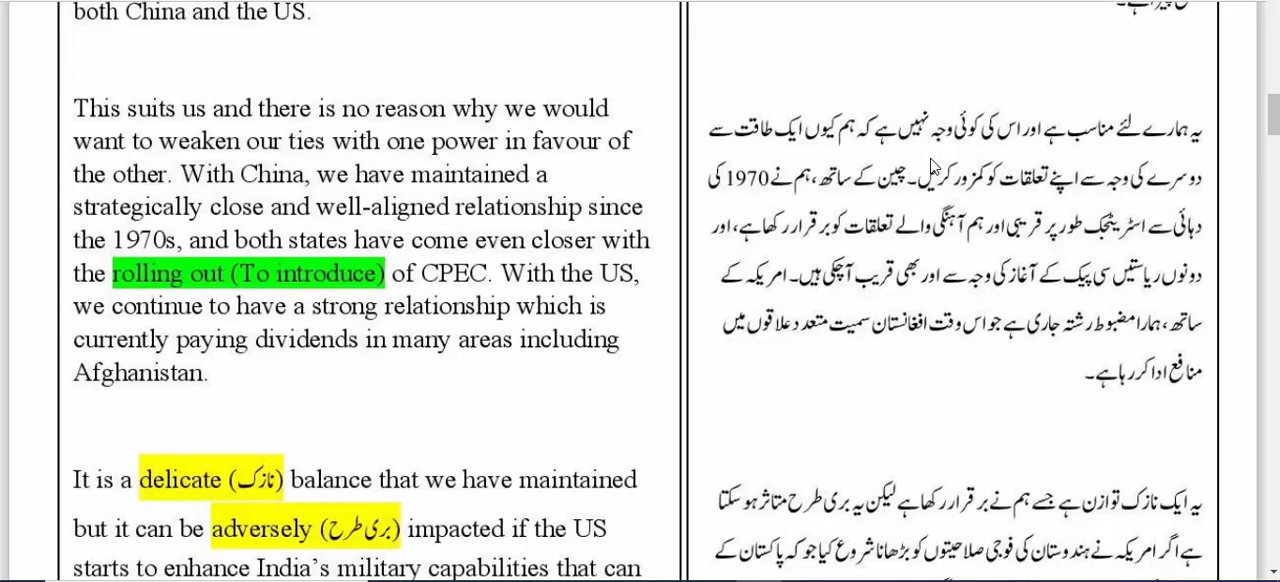 both China and the US.
This suits us and there is no reason why we would
want to weaken our ties with one power in favour of
the other. With China, we have maintained a
strategically close and well-aligned relationship since
the 1970s, and both states have come even closer with
the rolling out (To introduce) of CPEC. With the US,
we continue to have a strong relationship which is
currently paying dividends in many areas including
Afghanistan.
It is a delicate (نازک) balance that we have maintained
but it can be adversely (بری طرح) impacted if the US
starts to enhance India's military capabilities that can
یہ ہمارے لئے مناسب ہے اور اس کی کوئی وجہ نہیں ہے کہ ہم کیوں ایک طاقت سے
دوسرے کی وجہ سے اپنے تعلقات کو کمزور کریں۔ چین کے ساتھ، ہم نے 1970 کی
دہائی سے اسٹریٹجک طور پر قریبی اور ہم آہنگی والے تعلقات کو برقرار رکھا ہے، اور
دونوں ریاستیں سی پیک کے آغاز کی وجہ سے اور بھی قریب آچکی ہیں۔ امریکہ کے
ساتھ، ہمارا مضبوط رشتہ جاری ہے جو اس وقت افغانستان سمیت متعدد علاقوں میں
منافع ادا کر رہا ہے۔
یہ ایک نازک توازن ہے جسے ہم نے برقرار رکھا ہے لیکن یہ بری طرح متاثر ہو سکتا
ہے اگر امریکہ نے ہندوستان کی فوجی صلاحیتوں کو بڑھانا شروع کیا جو کہ پاکستان کے